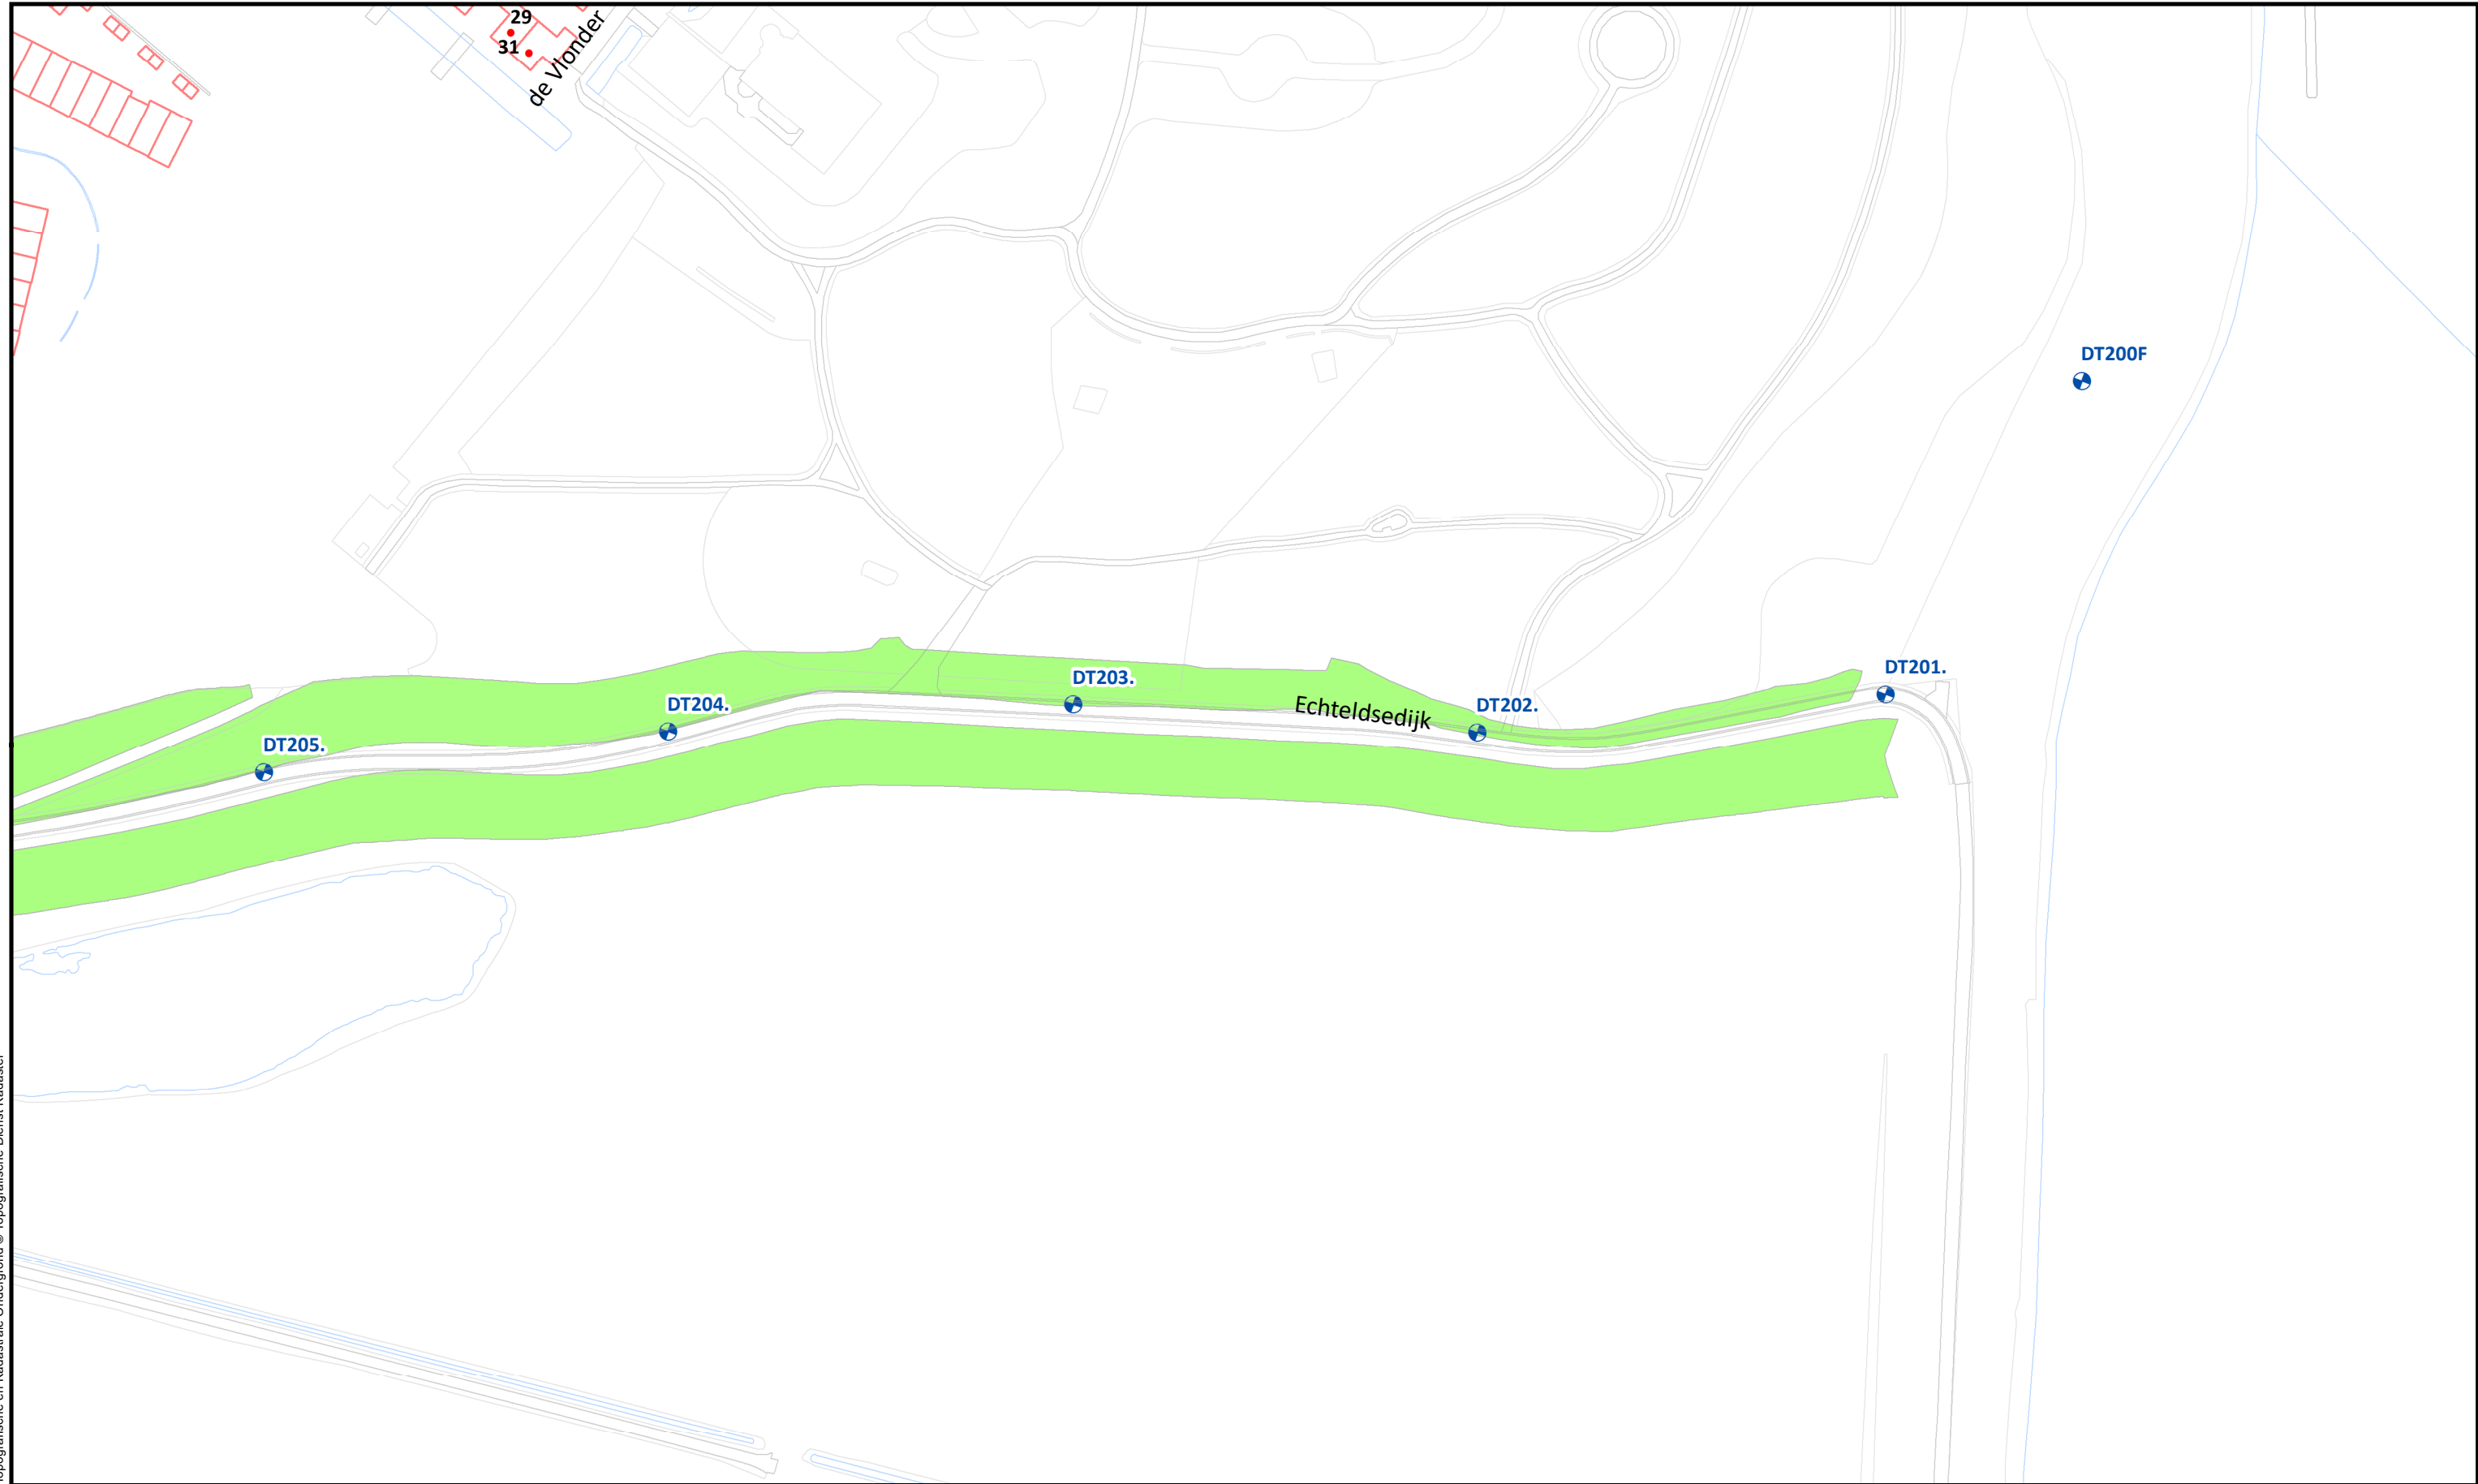 29
31
de Vlonder
DT200F
DT201.
DT203.
DT204.
Echteldsedijk
DT202.
DT205.